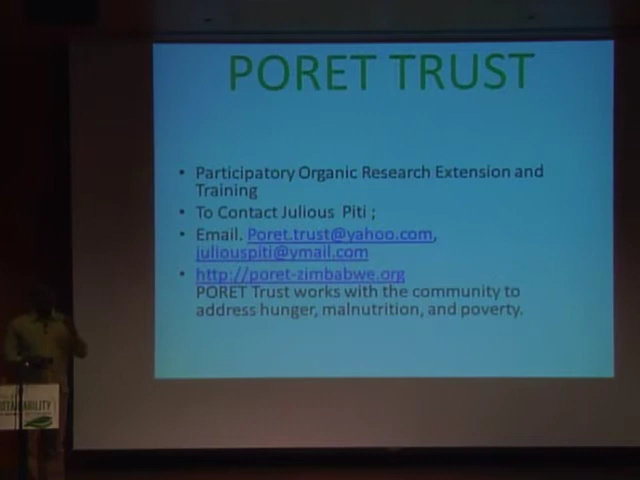 PORET TRUST
• Participatory Organic Research Extension and
Training
• To Contact Julious Piti ;
• Email. Poret.trust@yahoo.com,
juliouspiti@ymail.com
• http://poret-zimbabwe.org
PORET Trust works with the community to
address hunger, malnutrition, and poverty.